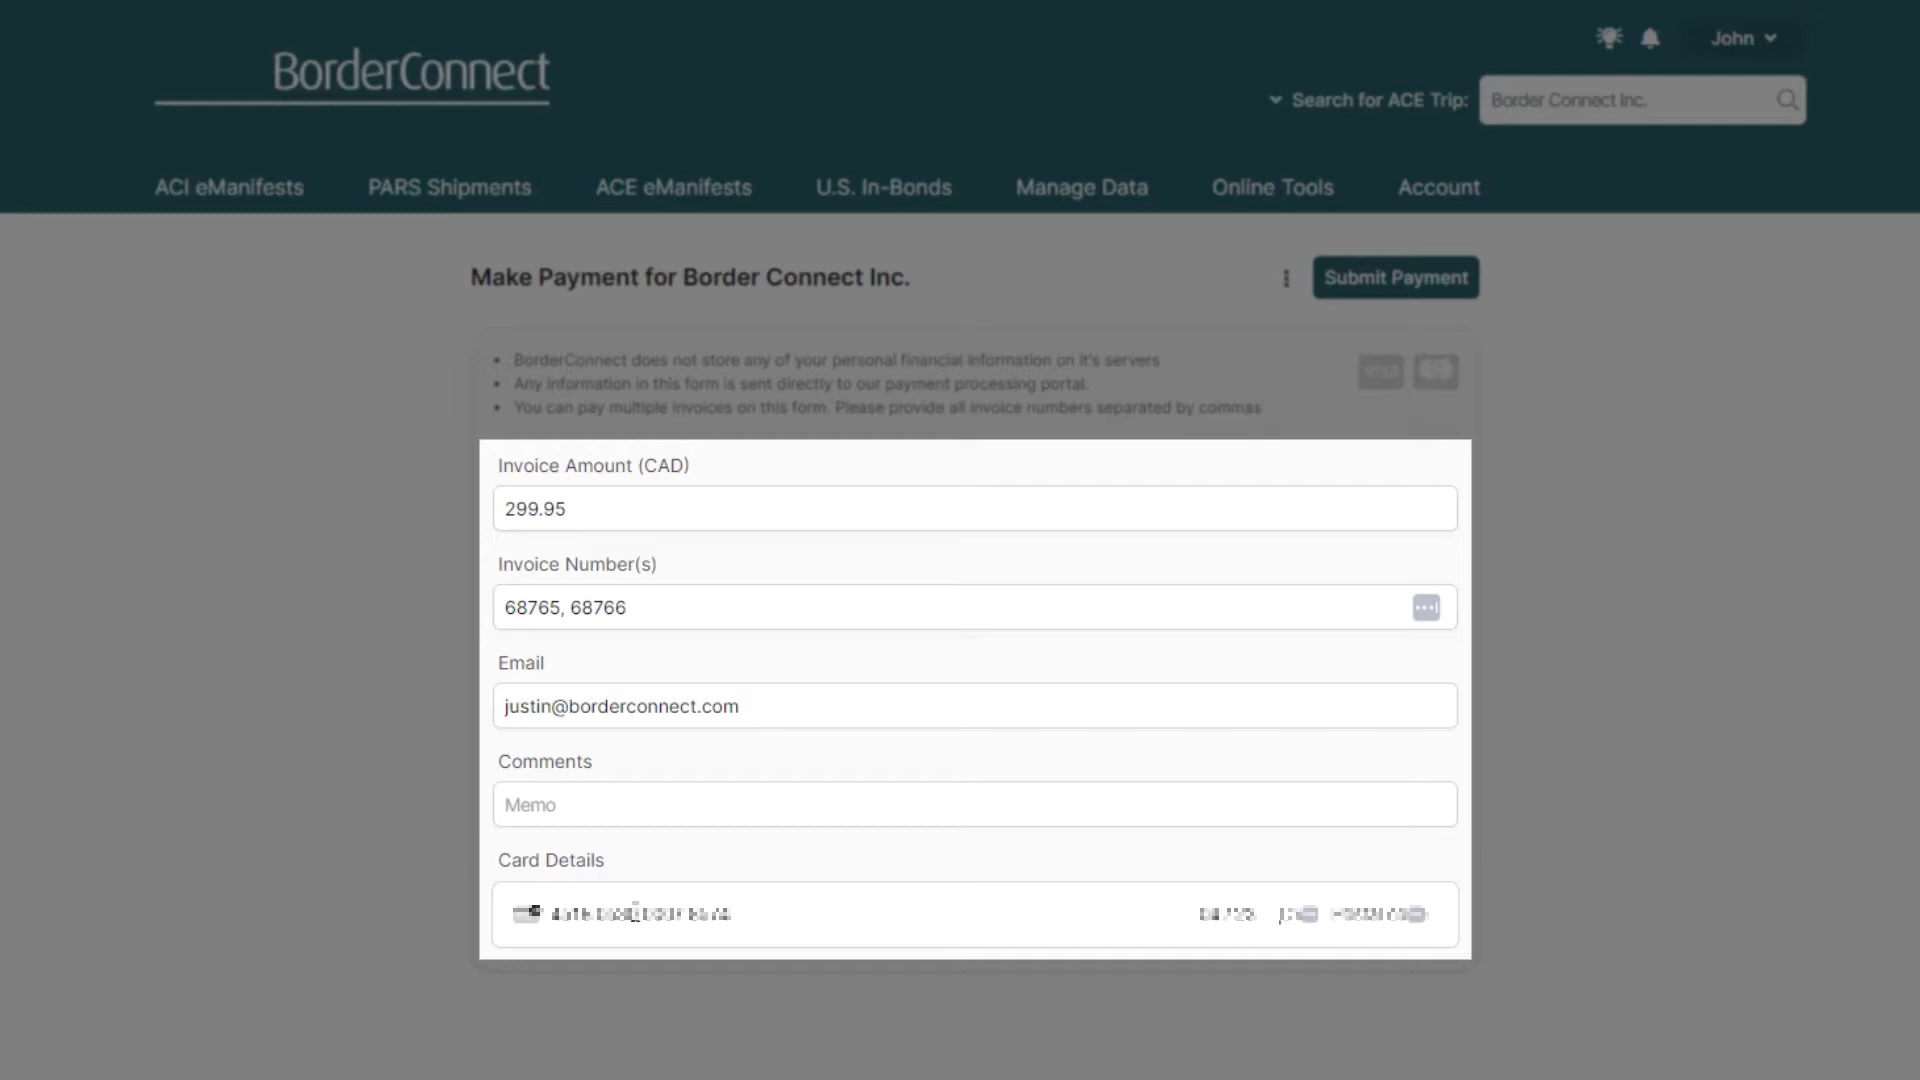 BorderConnect
John
Search for ACE Trip:
Border Connect Inc.
ACI eManifests
PARS Shipments
ACE eManifests
U.S. In-Bonds
Manage Data
Online Tools
Account
Make Payment for Border Connect Inc.
Submit Payment
BorderConnect does not store any of your personal financial information on it's servers
Any information in this form is sent directly to our payment processing portal.
You can pay multiple invoices on this form. Please provide all invoice numbers separated by commas
VISA
Invoice Amount (CAD)
299.95
Invoice Number(s)
68765, 68766
Email
justin@borderconnect.com
Comments
Memo
Card Details